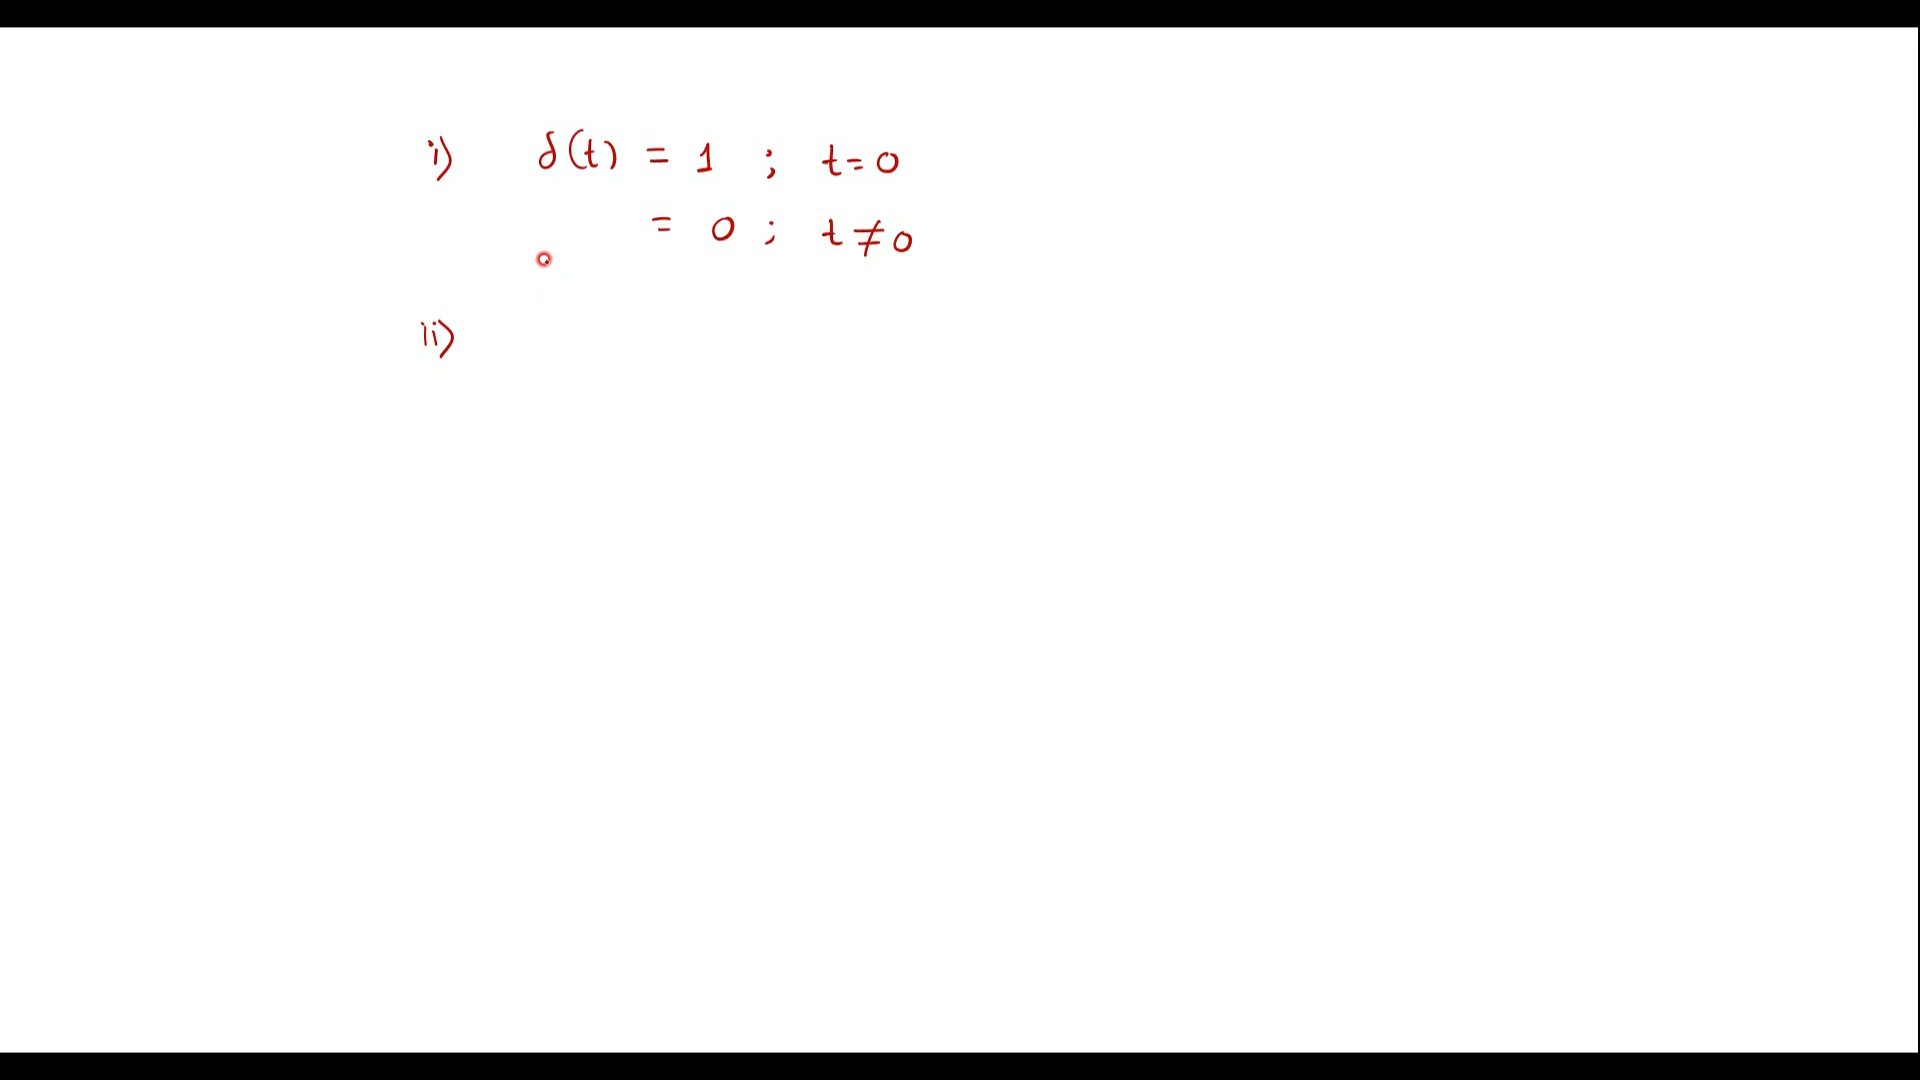 i) δ(t) = 1 ; t=0
= 0 ; t≠0
ii)